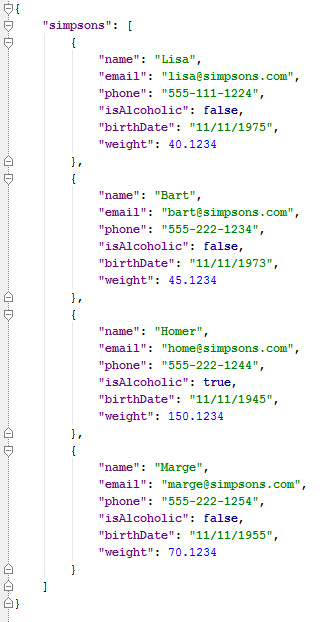 {
    "simpsons": [
        {
            "name": "Lisa",
            "email": "lisa@simpsons.com",
            "phone": "555-111-1224",
            "isAlcoholic": false,
            "birthDate": "11/11/1975",
            "weight": 40.1234
        },
        {
            "name": "Bart",
            "email": "bart@simpsons.com",
            "phone": "555-222-1234",
            "isAlcoholic": false,
            "birthDate": "11/11/1973",
            "weight": 45.1234
        },
        {
            "name": "Homer",
            "email": "home@simpsons.com",
            "phone": "555-222-1244",
            "isAlcoholic": true,
            "birthDate": "11/11/1945",
            "weight": 150.1234
        },
        {
            "name": "Marge",
            "email": "marge@simpsons.com",
            "phone": "555-222-1254",
            "isAlcoholic": false,
            "birthDate": "11/11/1955",
            "weight": 70.1234
        }
    ]
}